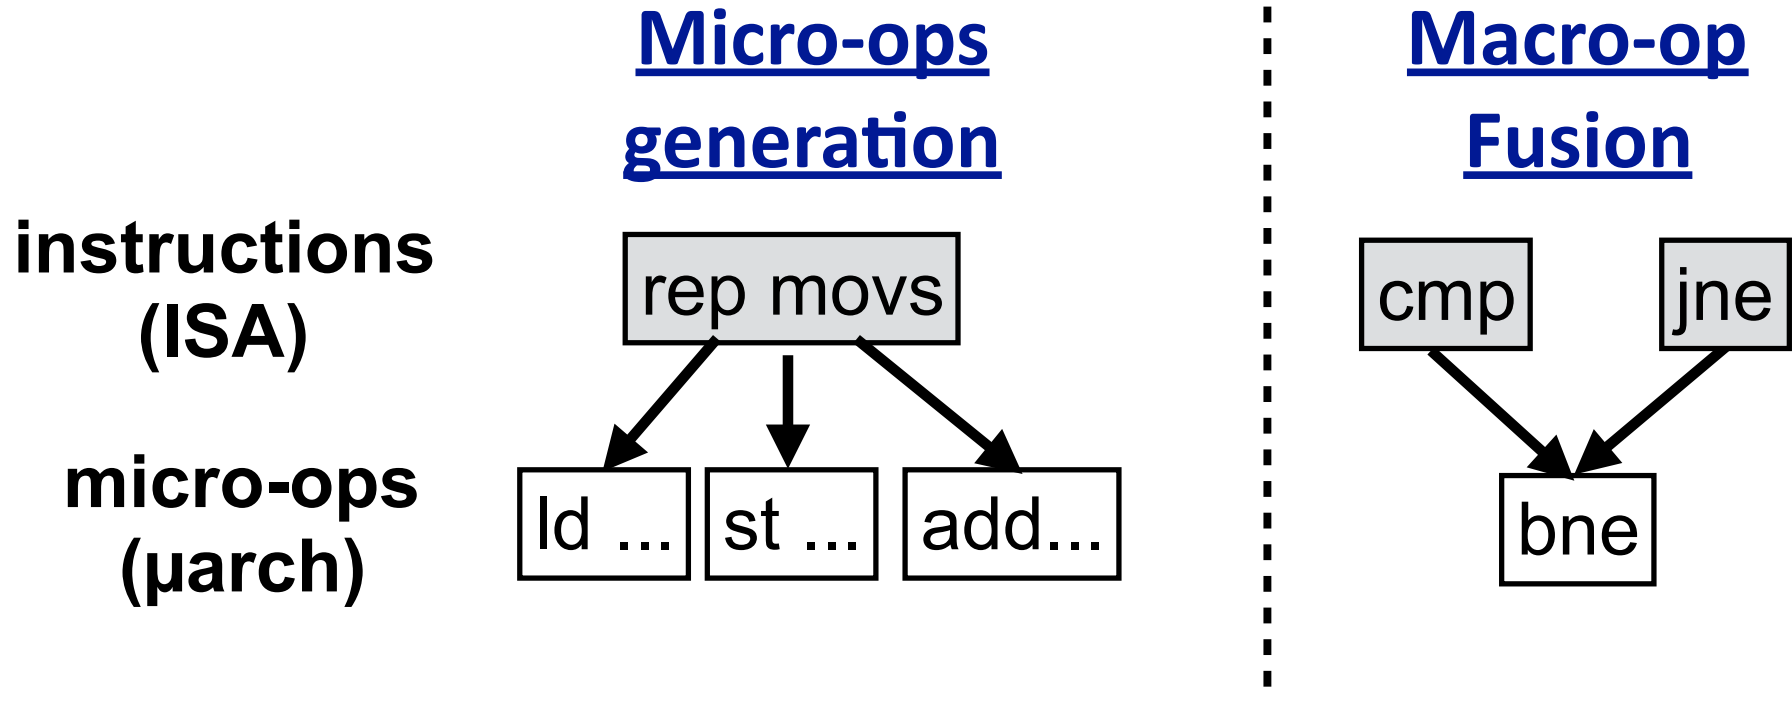 Micro-ops
generation
Macro-op
Fusion
instructions
(ISA)
rep movs
cmp
jne
micro-ops
(µarch)
ld ...
st ...
add...
bne